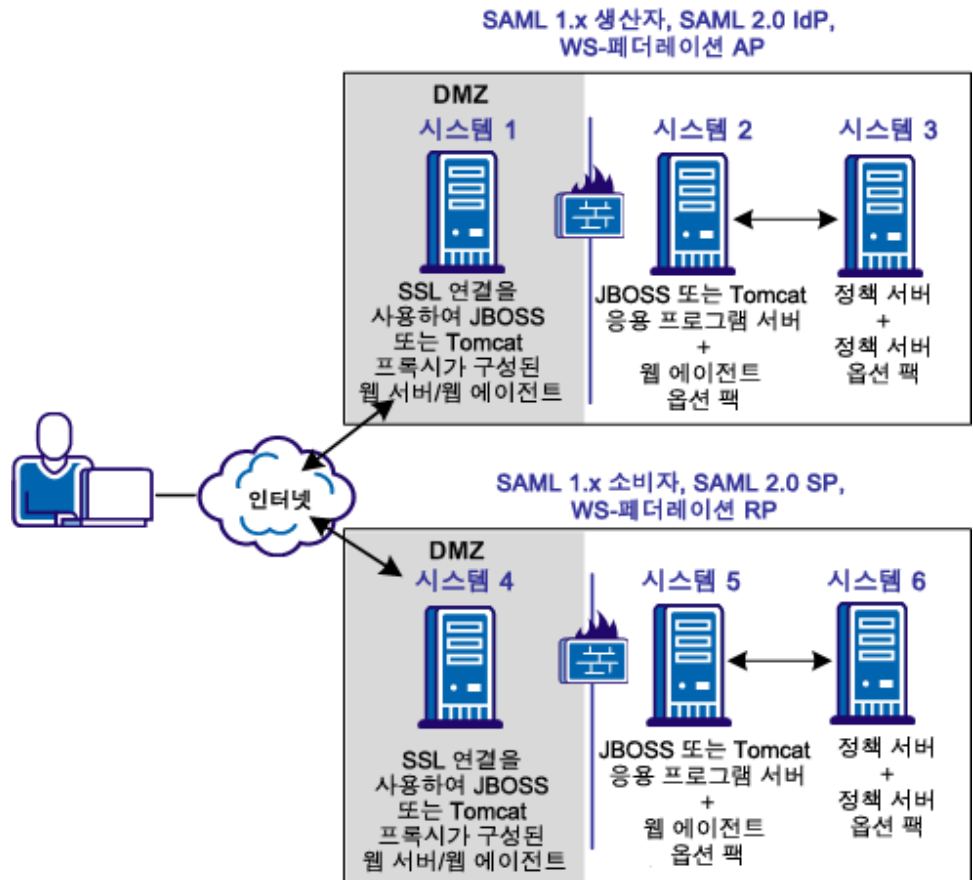 SAML 1.x 생산자, SAML 2.0 IdP,
WS-페더레이션 AP
DMZ
시스템 1
시스템 2
시스템 3
SSL 연결을
사용하여 JBOSS
또는 Tomcat
프록시가 구성된
웹 서버/웹 에이전트
JBOSS 또는 Tomcat
응용 프로그램 서버
+
웹 에이전트
옵션 팩
정책 서버
+
정책 서버
옵션 팩
인터넷
SAML 1.x 소비자, SAML 2.0 SP,
WS-페더레이션 RP
DMZ
시스템 4
시스템 5
시스템 6
SSL 연결을
사용하여 JBOSS
또는 Tomcat
프록시가 구성된
웹 서버/웹 에이전트
JBOSS 또는 Tomcat
응용 프로그램 서버
+
웹 에이전트
옵션 팩
정책 서버
+
정책 서버
옵션 팩